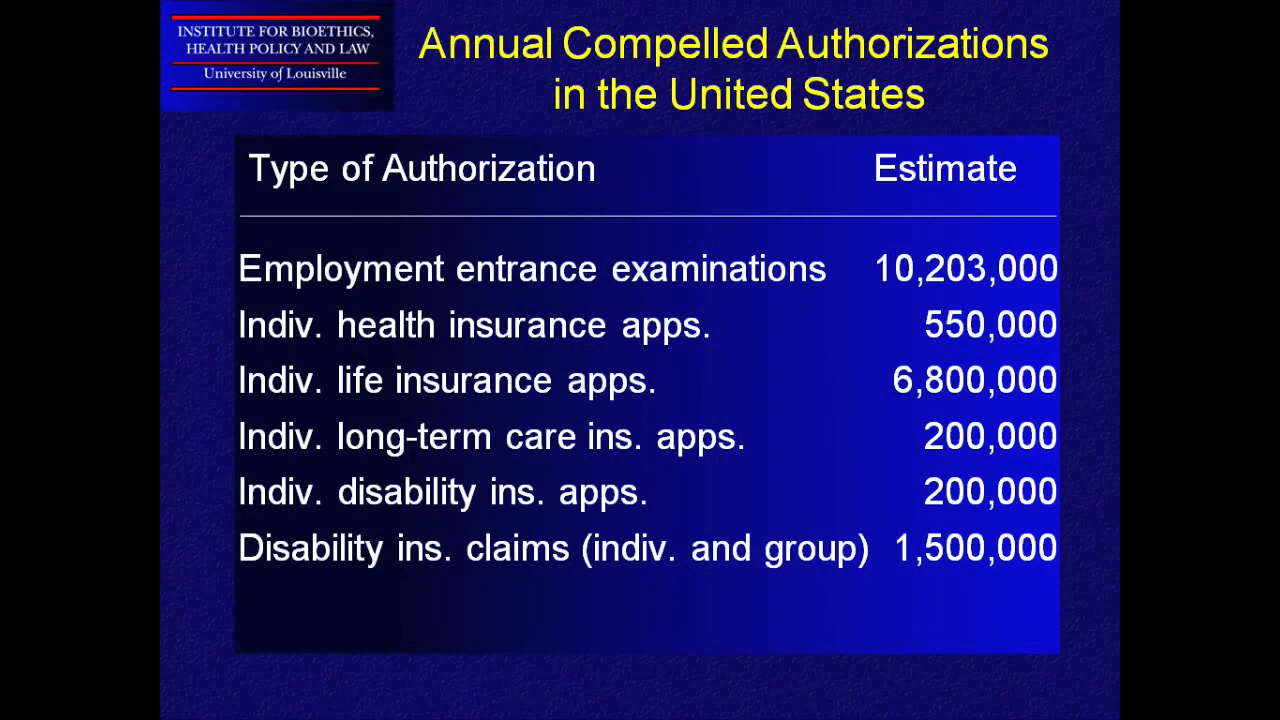 INSTITUTE FOR BIOETHICS,
HEALTH POLICY AND LAW
University of Louisville
Annual Compelled Authorizations
in the United States
Type of Authorization Estimate
Employment entrance examinations 10,203,000
Indiv. health insurance apps. 550,000
Indiv. life insurance apps. 6,800,000
Indiv. long-term care ins. apps. 200,000
Indiv. disability ins. apps. 200,000
Disability ins. claims (indiv. and group) 1,500,000